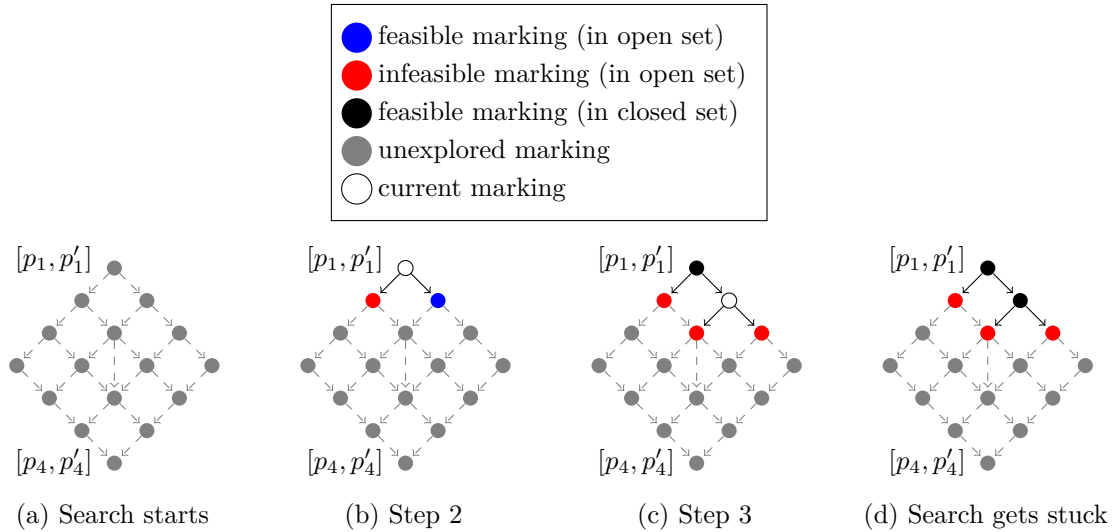 feasible marking (in open set)
infeasible marking (in open set)
feasible marking (in closed set)
unexplored marking
current marking
[p₁, p′₁] [p₁, p′₁] [p₁, p′₁] [p₁, p′₁]
[p₄, p′₄] [p₄, p′₄] [p₄, p′₄] [p₄, p′₄]
(a) Search starts (b) Step 2 (c) Step 3 (d) Search gets stuck